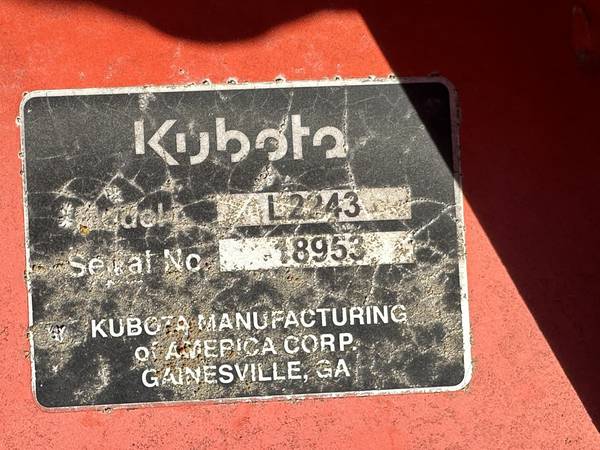 Kubota
Model L2243
Serial No. 18953
KUBOTA MANUFACTURING
of AMERICA CORP.
GAINESVILLE, GA